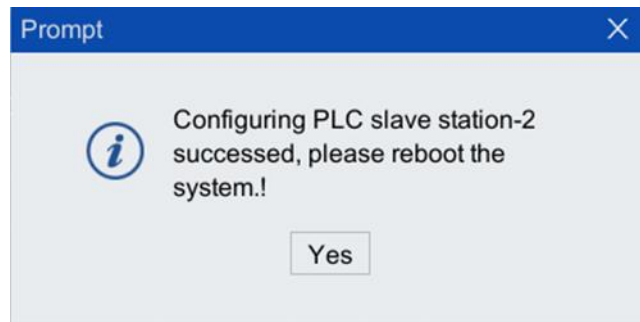 Prompt
Configuring PLC slave station-2
successed, please reboot the
system.!
Yes